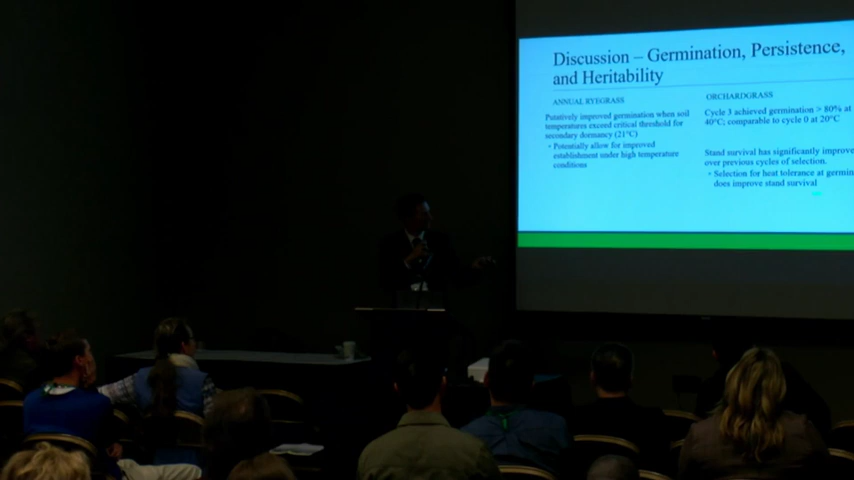 Discussion – Germination, Persistence,
and Heritability
ANNUAL RYEGRASS
Putatively improved germination when soil
temperatures exceed critical threshold for
secondary dormancy (21°C)
• Potentially allow for improved
establishment under high temperature
conditions
ORCHARDGRASS
Cycle 3 achieved germination > 80% at
40°C; comparable to cycle 0 at 20°C
Stand survival has significantly improve
over previous cycles of selection.
• Selection for heat tolerance at germin
does improve stand survival